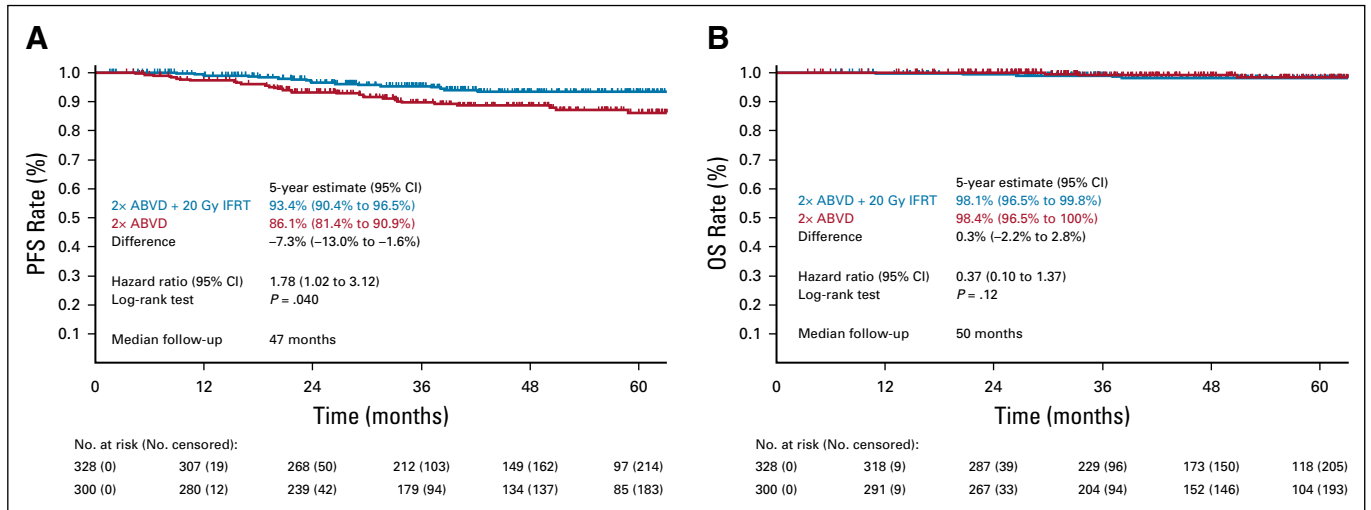 A
PFS Rate (%)
1.0
0.9
0.8
0.7
0.6
0.5
0.4
0.3
0.2
0.1
5-year estimate (95% CI)
2× ABVD + 20 Gy IFRT 93.4% (90.4% to 96.5%)
2× ABVD 86.1% (81.4% to 90.9%)
Difference –7.3% (–13.0% to –1.6%)
Hazard ratio (95% CI) 1.78 (1.02 to 3.12)
Log-rank test P = .040
Median follow-up 47 months
0 12 24 36 48 60
Time (months)
No. at risk (No. censored):
328 (0) 307 (19) 268 (50) 212 (103) 149 (162) 97 (214)
300 (0) 280 (12) 239 (42) 179 (94) 134 (137) 85 (183)
B
OS Rate (%)
1.0
0.9
0.8
0.7
0.6
0.5
0.4
0.3
0.2
0.1
5-year estimate (95% CI)
2× ABVD + 20 Gy IFRT 98.1% (96.5% to 99.8%)
2× ABVD 98.4% (96.5% to 100%)
Difference 0.3% (–2.2% to 2.8%)
Hazard ratio (95% CI) 0.37 (0.10 to 1.37)
Log-rank test P = .12
Median follow-up 50 months
0 12 24 36 48 60
Time (months)
No. at risk (No. censored):
328 (0) 318 (9) 287 (39) 229 (96) 173 (150) 118 (205)
300 (0) 291 (9) 267 (33) 204 (94) 152 (146) 104 (193)